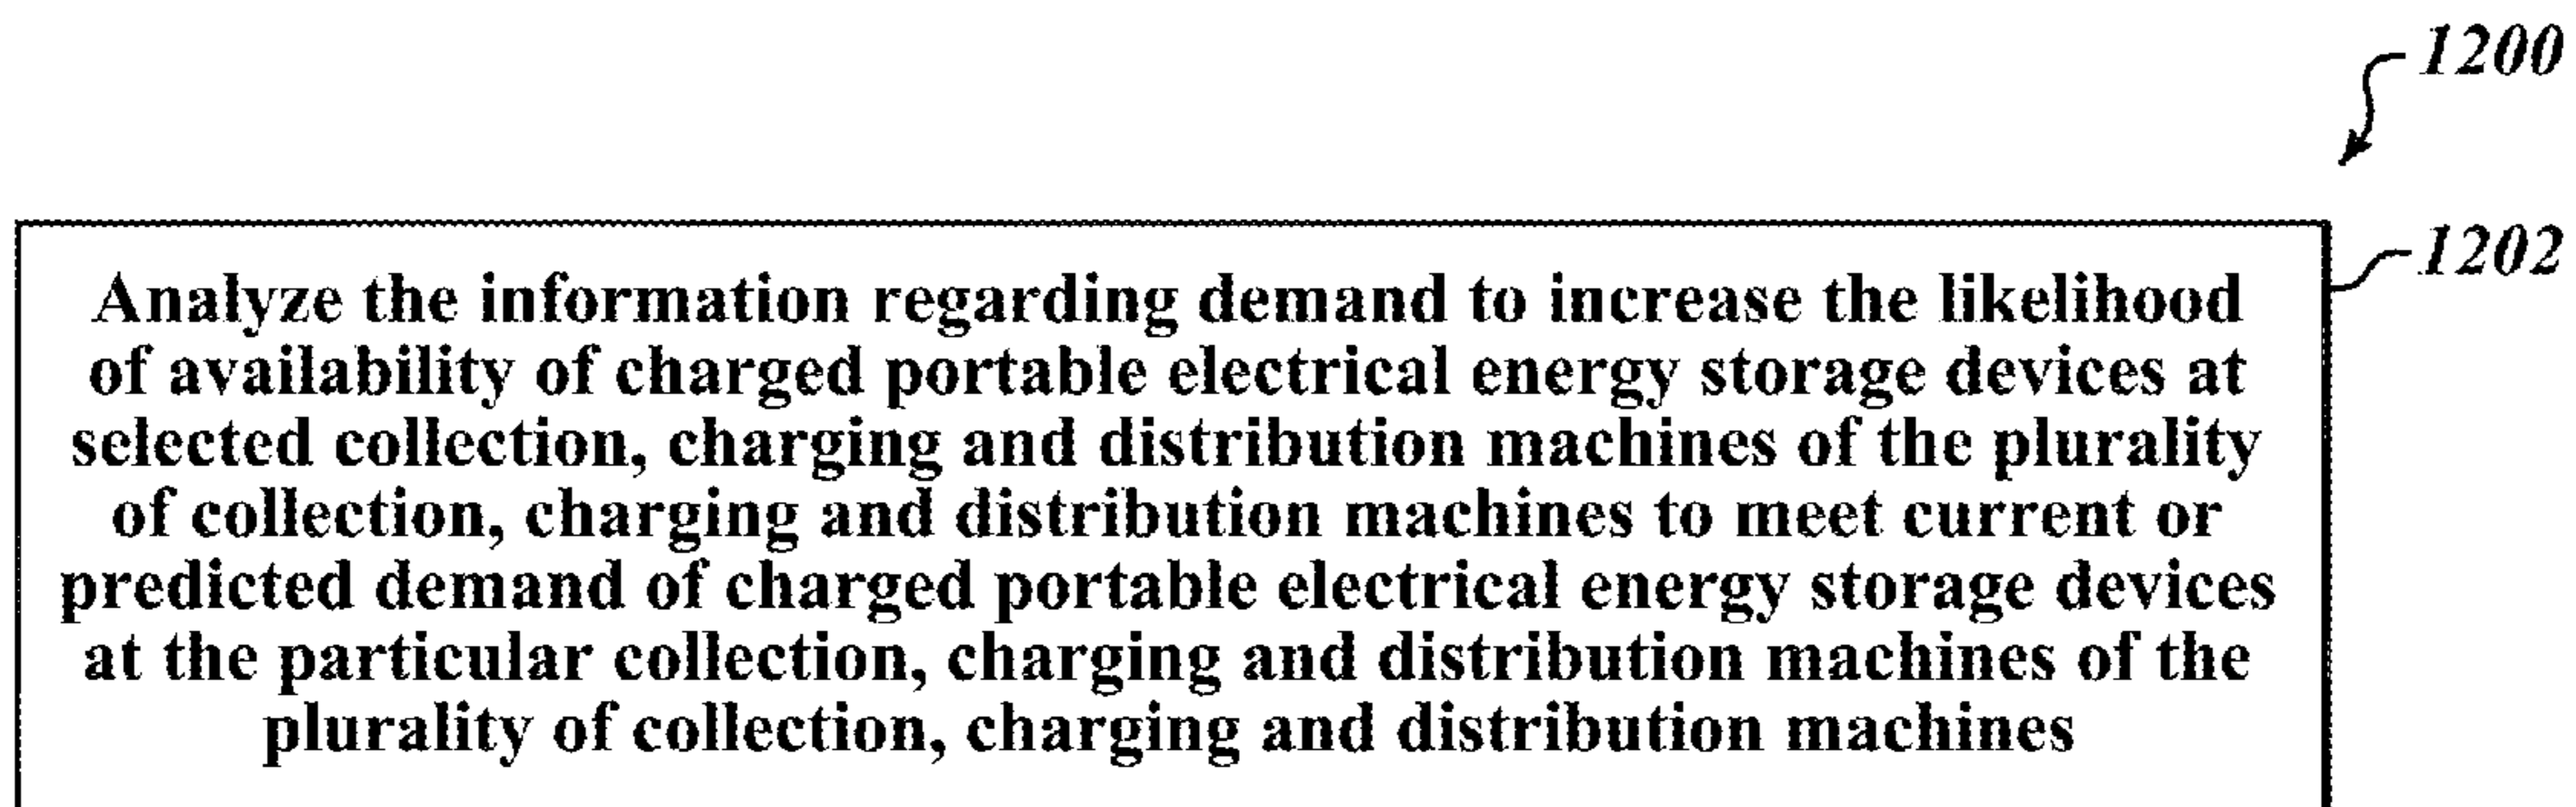 1200
1202
Analyze the information regarding demand to increase the likelihood
of availability of charged portable electrical energy storage devices at
selected collection, charging and distribution machines of the plurality
of collection, charging and distribution machines to meet current or
predicted demand of charged portable electrical energy storage devices
at the particular collection, charging and distribution machines of the
plurality of collection, charging and distribution machines